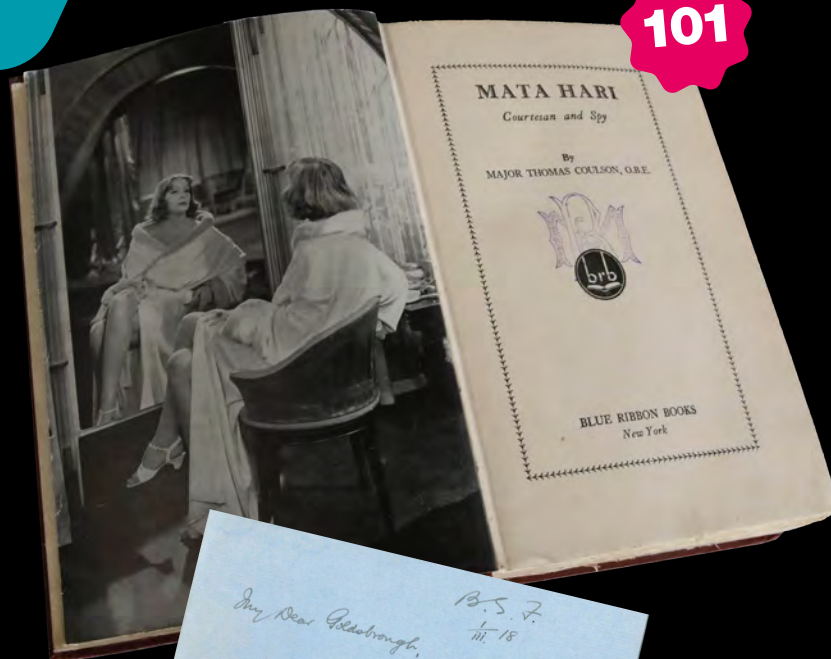 101
MATA HARI
Courtesan and Spy
By
MAJOR THOMAS COULSON, O.B.E.
brb
BLUE RIBBON BOOKS
New York
B.S.F.
1/iii. 18
My Dear Goldsbrough,